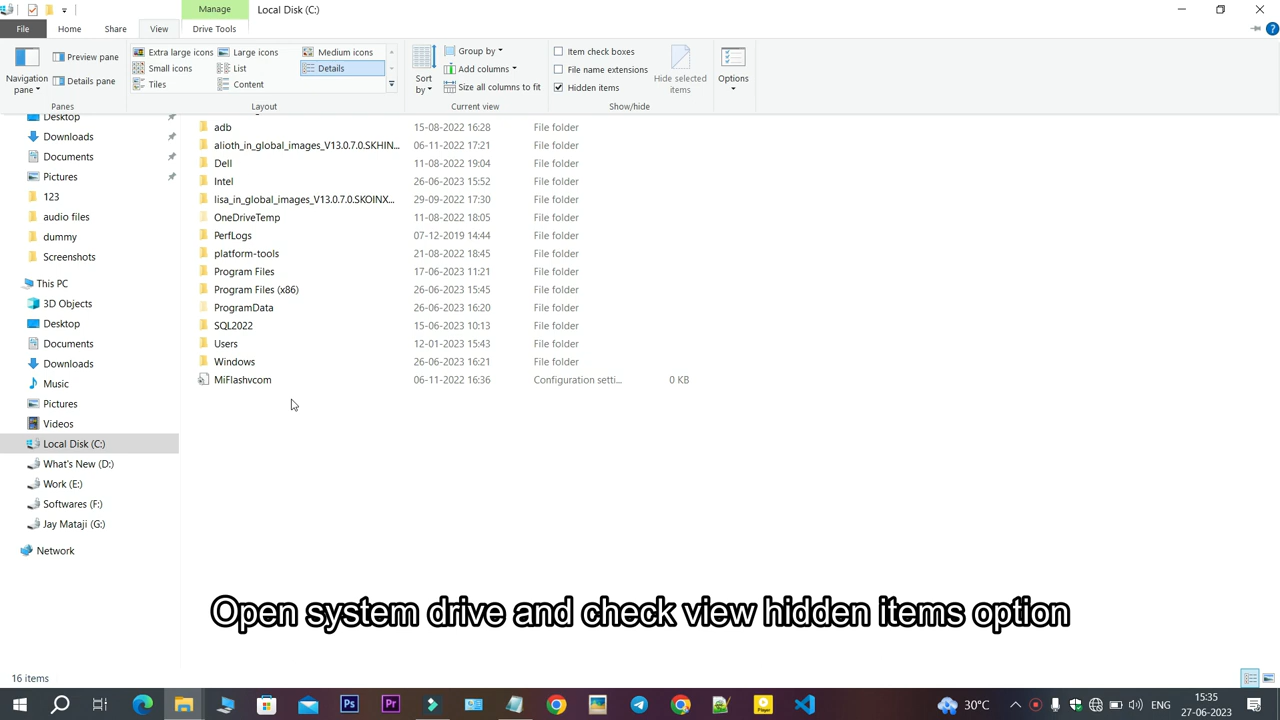 Manage
Local Disk (C:)
File
Home
Share
View
Drive Tools
Navigation pane
Preview pane
Details pane
Panes
Extra large icons
Large icons
Medium icons
Small icons
List
Details
Tiles
Content
Layout
Sort by
Group by
Add columns
Size all columns to fit
Current view
Item check boxes
File name extensions
Hidden items
Hide selected items
Show/hide
Options
Desktop
Downloads
Documents
Pictures
123
audio files
dummy
Screenshots
This PC
3D Objects
Desktop
Documents
Downloads
Music
Pictures
Videos
Local Disk (C:)
What's New (D:)
Work (E:)
Softwares (F:)
Jay Mataji (G:)
Network
adb 15-08-2022 16:28 File folder
alioth_in_global_images_V13.0.7.0.SKHIN... 06-11-2022 17:21 File folder
Dell 11-08-2022 19:04 File folder
Intel 26-06-2023 15:52 File folder
lisa_in_global_images_V13.0.7.0.SKOINX... 29-09-2022 17:30 File folder
OneDriveTemp 11-08-2022 18:05 File folder
PerfLogs 07-12-2019 14:44 File folder
platform-tools 21-08-2022 18:45 File folder
Program Files 17-06-2023 11:21 File folder
Program Files (x86) 26-06-2023 15:45 File folder
ProgramData 26-06-2023 16:20 File folder
SQL2022 15-06-2023 10:13 File folder
Users 12-01-2023 15:43 File folder
Windows 26-06-2023 16:21 File folder
MiFlashvcom 06-11-2022 16:36 Configuration setti... 0 KB
Open system drive and check view hidden items option
16 items
Ps
Pr
Player
30°C
ENG
15:35
27-06-2023